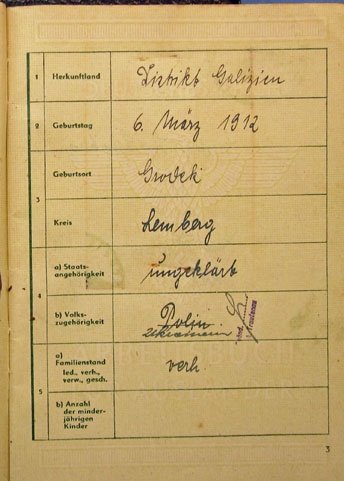 1 Herkunftland Distrikt Galizien
2 Geburtstag 6. März 1912
3 Geburtsort Grodek
Kreis Lemberg
4 a) Staats-
angehörigkeit ungeklärt
b) Volks-
zugehörigkeit Polin
Ukrainerin
5 a)
Familienstand verh.
led., verh.,
verw., gesch.
b) Anzahl
der minder-
jährigen
Kinder
3